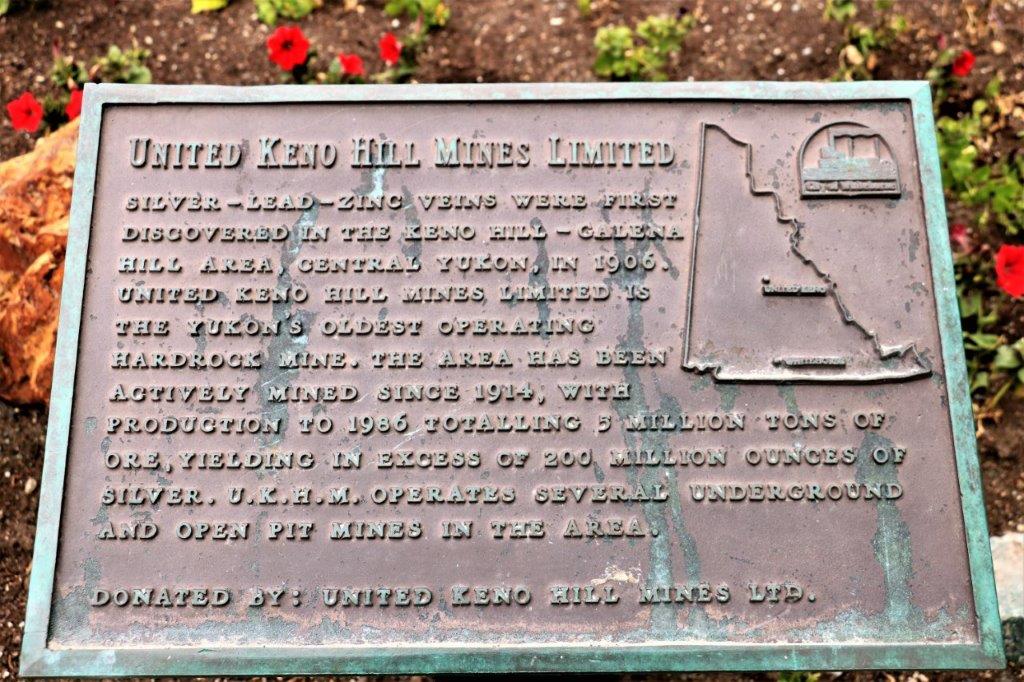 UNITED KENO HILL MINES LIMITED
SILVER-LEAD-ZINC VEINS WERE FIRST
DISCOVERED IN THE KENO HILL-GALENA
HILL AREA, CENTRAL YUKON, IN 1906.
UNITED KENO HILL MINES LIMITED IS
THE YUKON'S OLDEST OPERATING
HARDROCK MINE. THE AREA HAS BEEN
ACTIVELY MINED SINCE 1914, WITH
PRODUCTION TO 1986 TOTALLING 5 MILLION TONS OF
ORE, YIELDING IN EXCESS OF 200 MILLION OUNCES OF
SILVER. U.K.H.M. OPERATES SEVERAL UNDERGROUND
AND OPEN PIT MINES IN THE AREA.
DONATED BY: UNITED KENO HILL MINES LTD.
WHITEHORSE